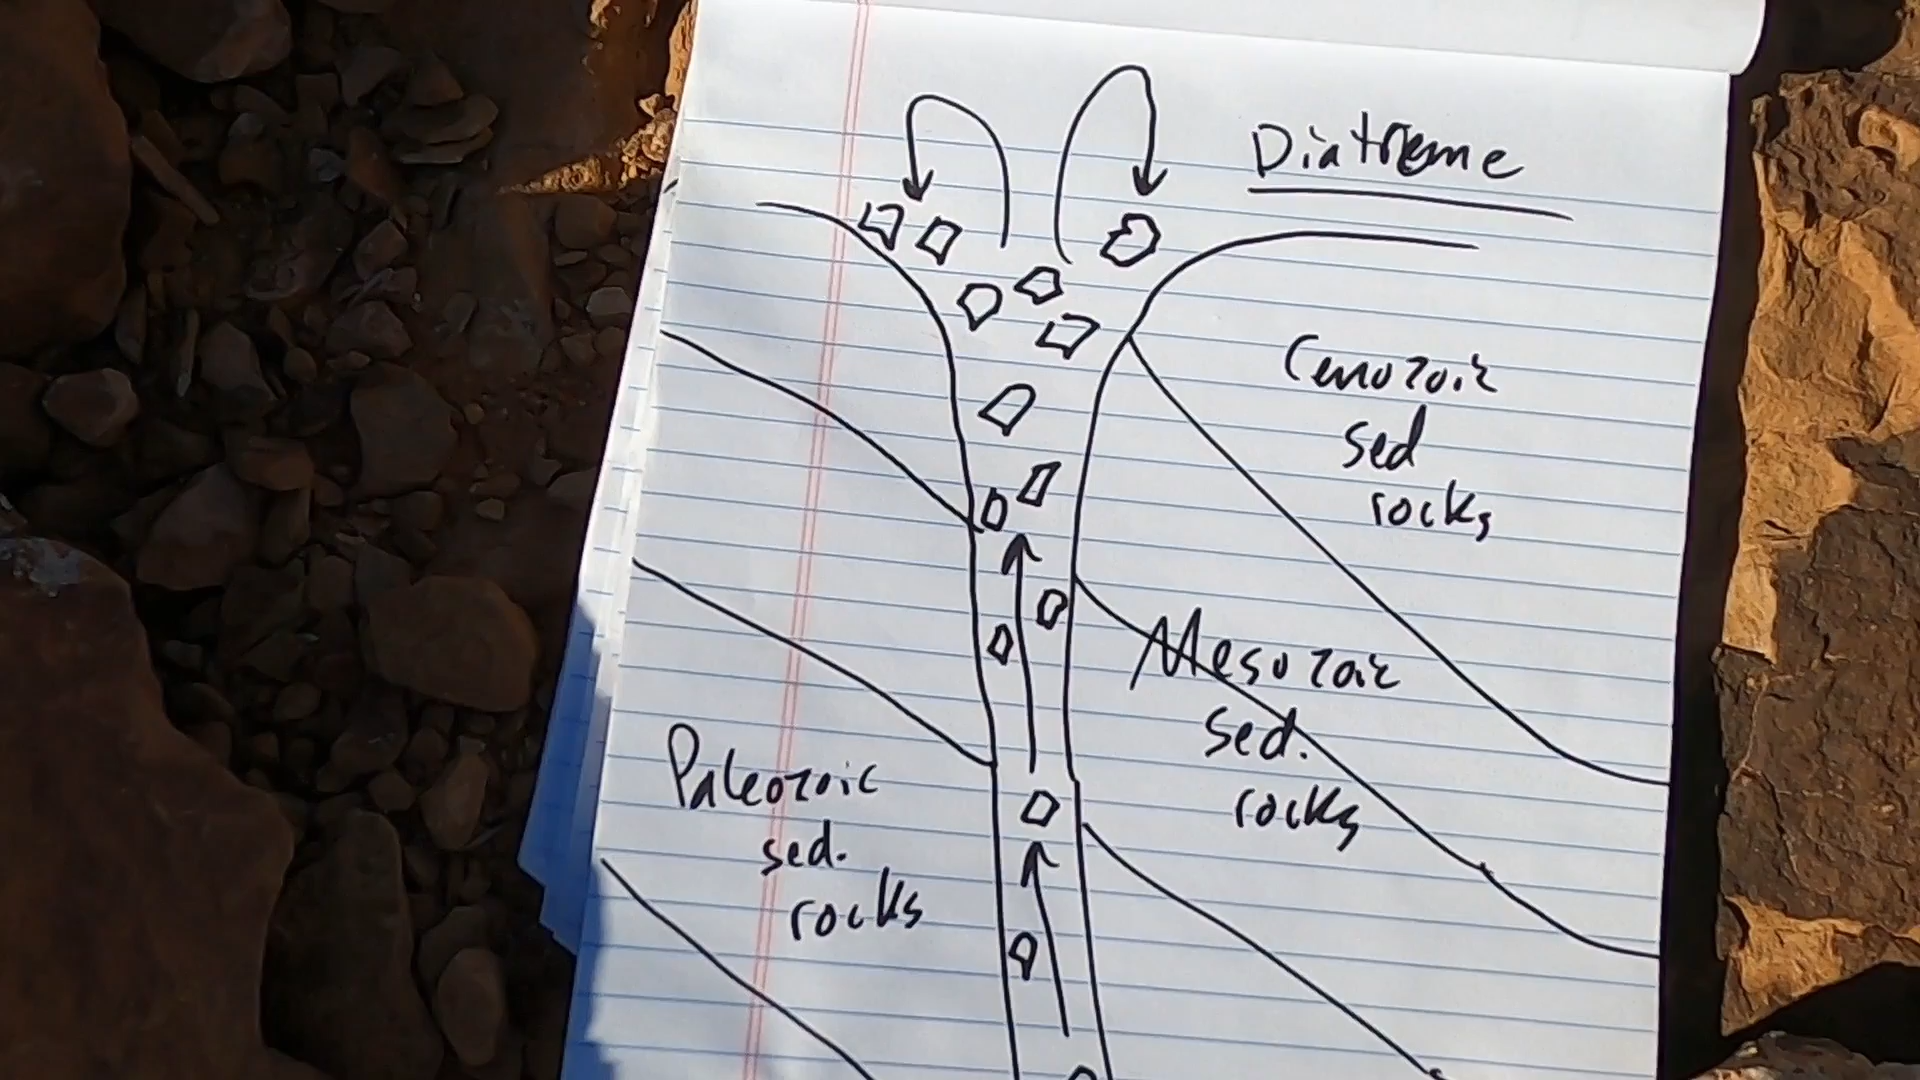 Diatreme
Cenozoic
sed
rocks
Mesozoic
sed.
rocks
Paleozoic
sed.
rocks